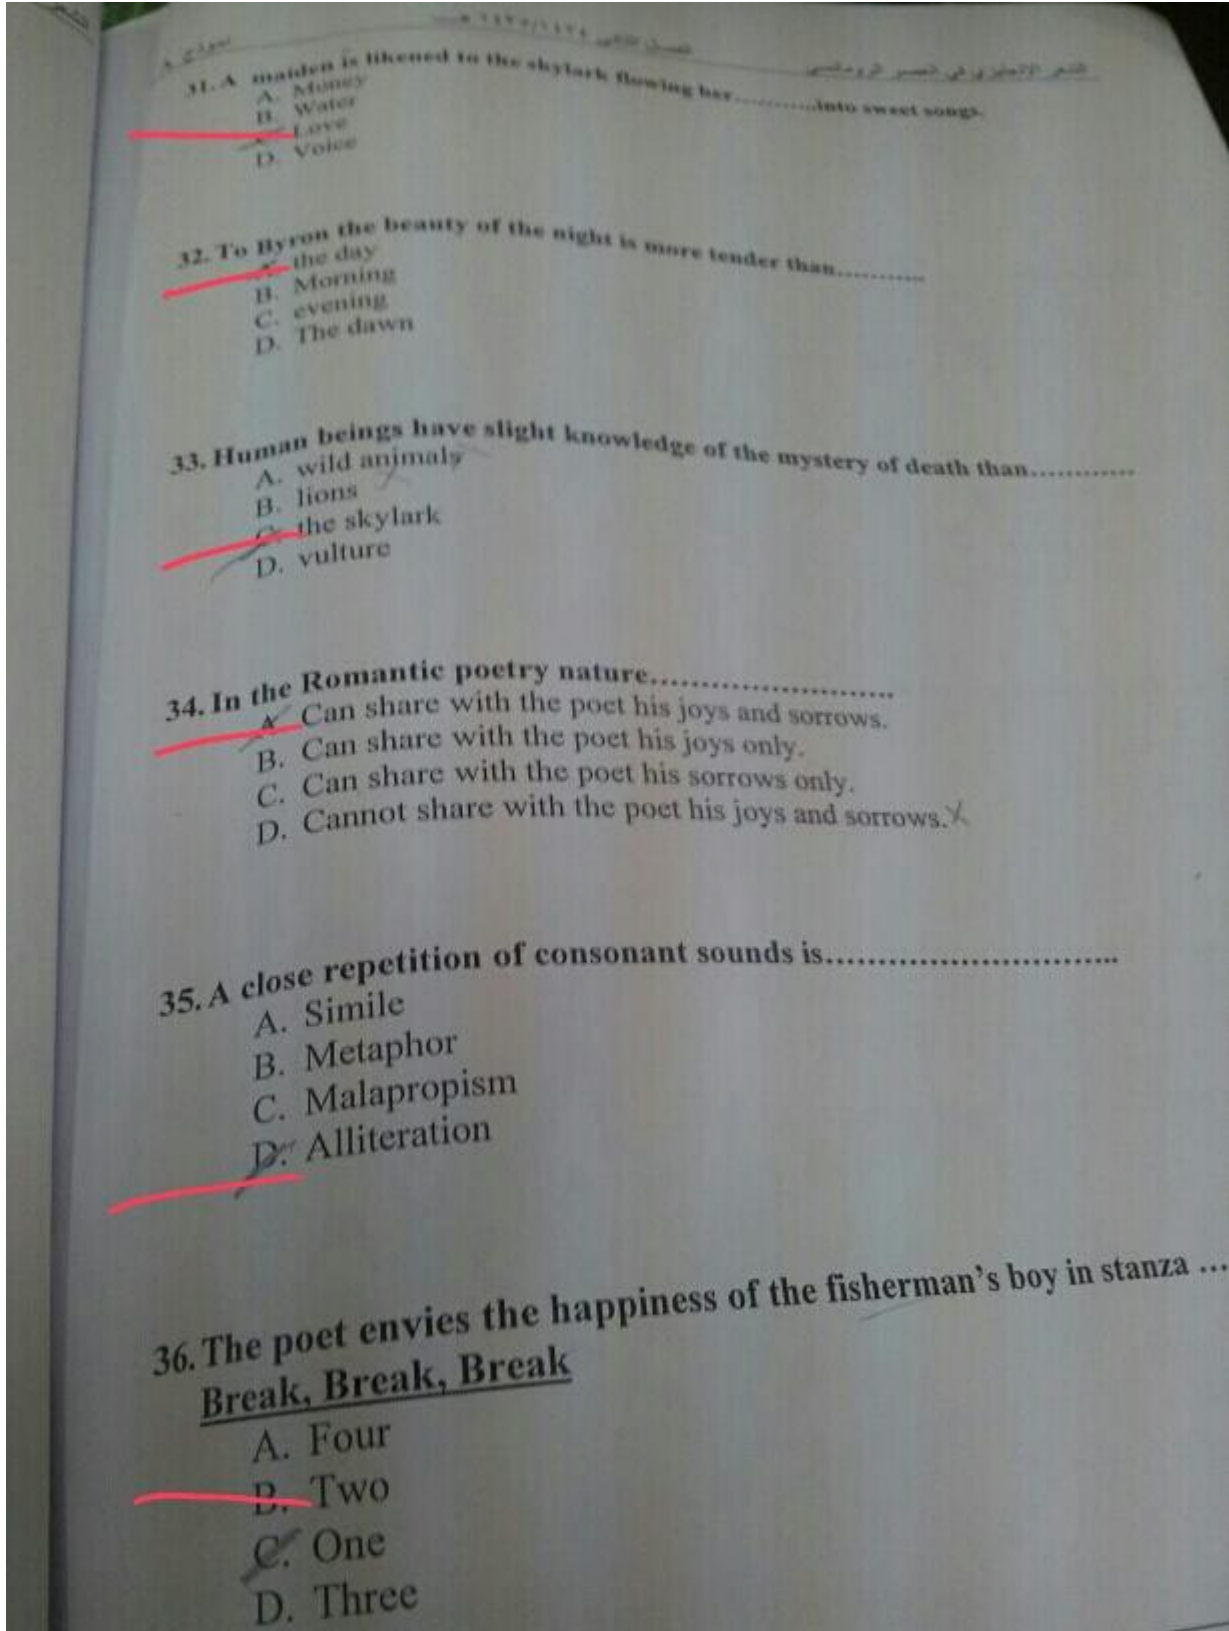 نموذج A
الشعر الانجليزي في العصر الرومانسي
31. A maiden is likened to the skylark flowing her...........into sweet songs.
A. Money
B. Water
C. Love
D. Voice
32. To Byron the beauty of the night is more tender than...........
A. the day
B. Morning
C. evening
D. The dawn
33. Human beings have slight knowledge of the mystery of death than............
A. wild animals
B. lions
C. the skylark
D. vulture
34. In the Romantic poetry nature..........................
A. Can share with the poet his joys and sorrows.
B. Can share with the poet his joys only.
C. Can share with the poet his sorrows only.
D. Cannot share with the poet his joys and sorrows.
35. A close repetition of consonant sounds is..............................
A. Simile
B. Metaphor
C. Malapropism
D. Alliteration
36. The poet envies the happiness of the fisherman's boy in stanza ...
Break, Break, Break
A. Four
B. Two
C. One
D. Three